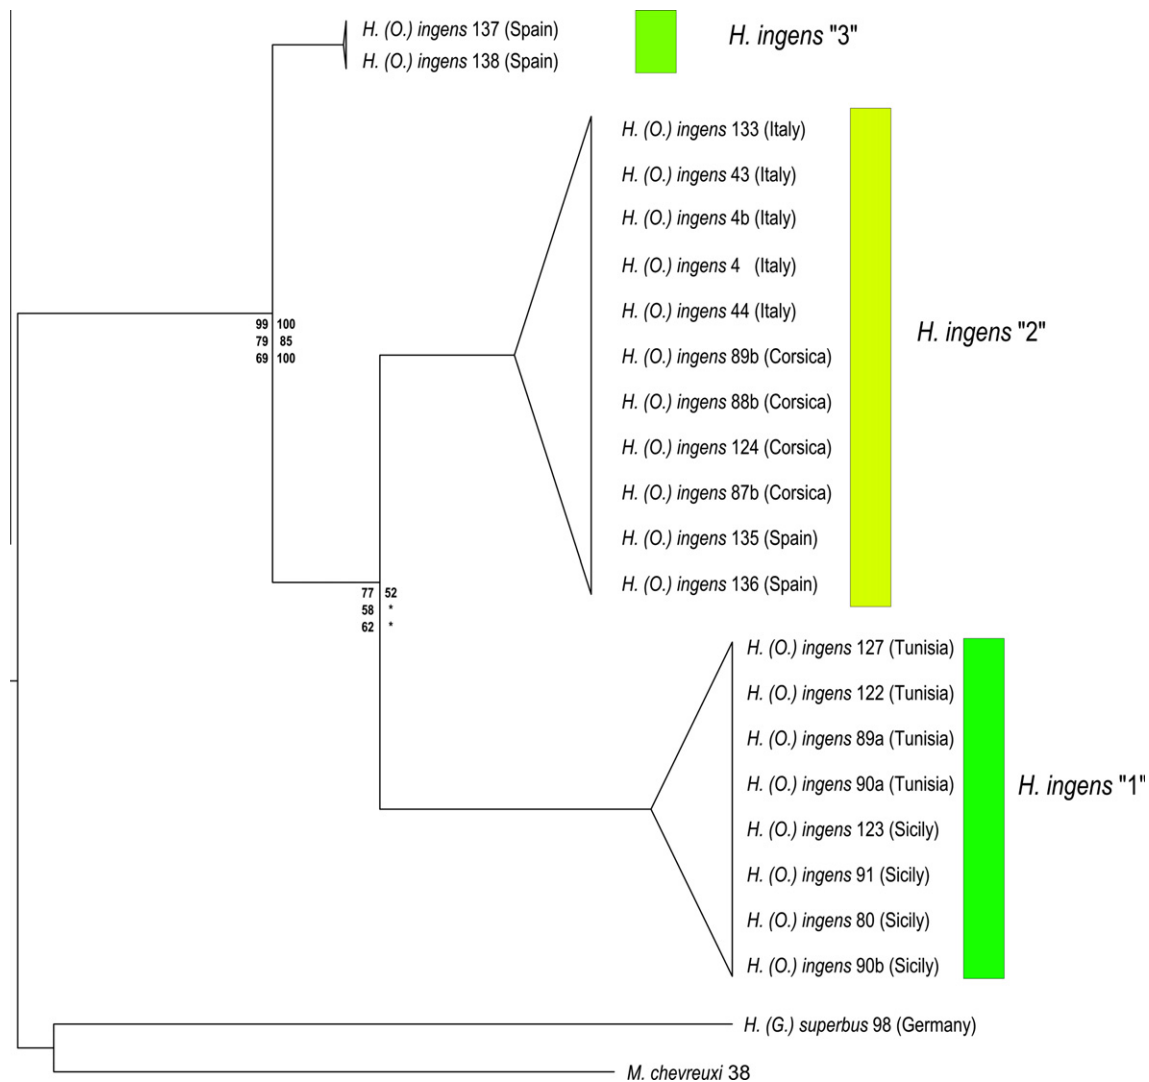 H. (O.) ingens 137 (Spain)
H. (O.) ingens 138 (Spain)
H. ingens "3"
H. (O.) ingens 133 (Italy)
H. (O.) ingens 43 (Italy)
H. (O.) ingens 4b (Italy)
H. (O.) ingens 4 (Italy)
H. (O.) ingens 44 (Italy)
H. (O.) ingens 89b (Corsica)
H. (O.) ingens 88b (Corsica)
H. (O.) ingens 124 (Corsica)
H. (O.) ingens 87b (Corsica)
H. (O.) ingens 135 (Spain)
H. (O.) ingens 136 (Spain)
H. ingens "2"
99 100
79 85
69 100
77 52
58 *
62 *
H. (O.) ingens 127 (Tunisia)
H. (O.) ingens 122 (Tunisia)
H. (O.) ingens 89a (Tunisia)
H. (O.) ingens 90a (Tunisia)
H. (O.) ingens 123 (Sicily)
H. (O.) ingens 91 (Sicily)
H. (O.) ingens 80 (Sicily)
H. (O.) ingens 90b (Sicily)
H. ingens "1"
H. (G.) superbus 98 (Germany)
M. chevreuxi 38